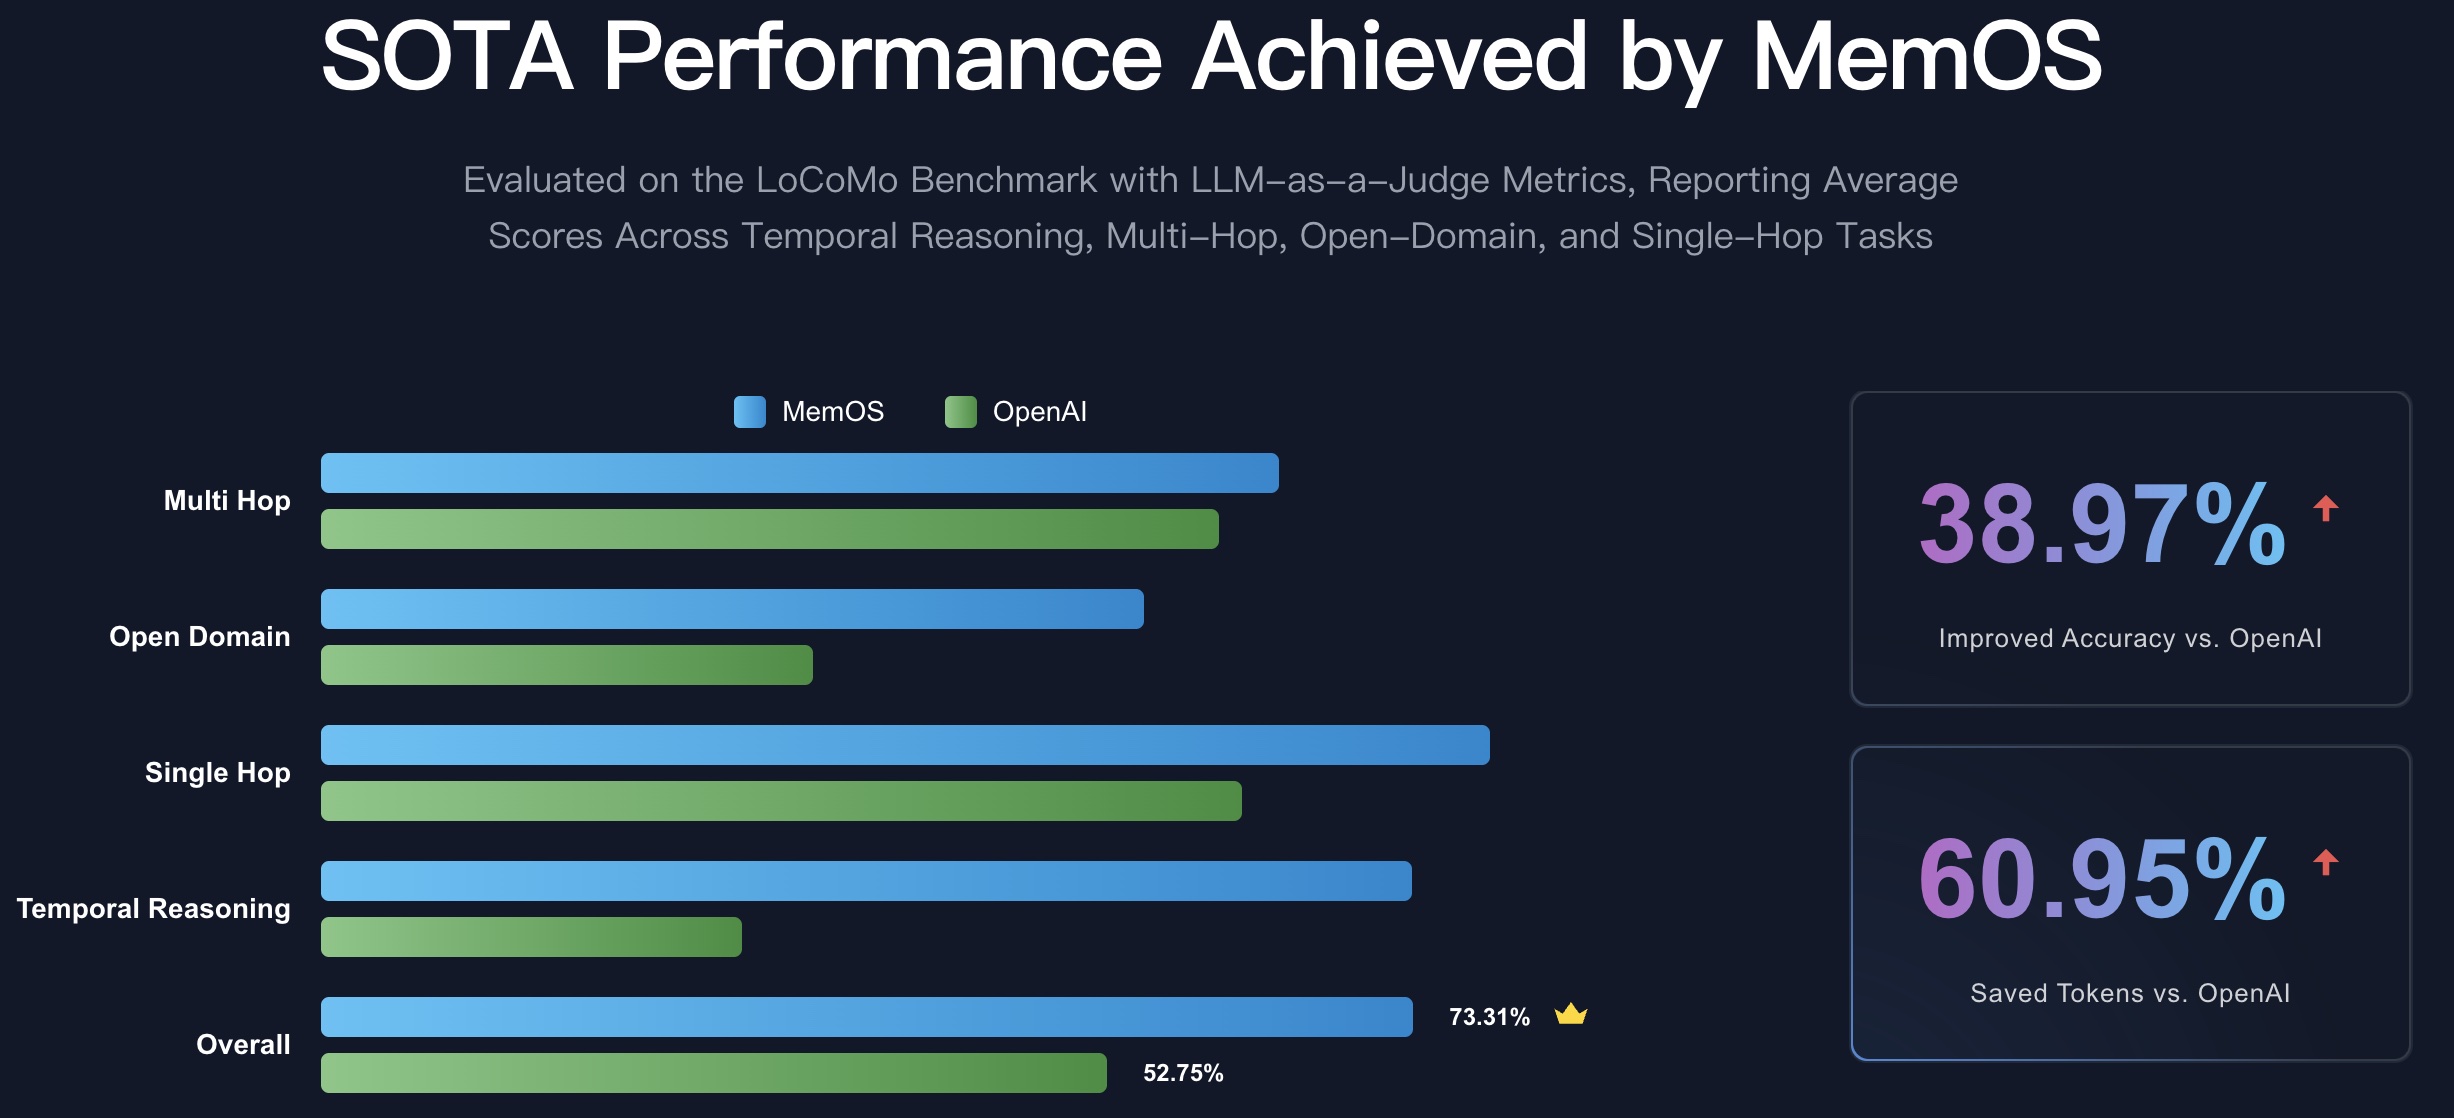 SOTA Performance Achieved by MemOS
Evaluated on the LoCoMo Benchmark with LLM–as–a–Judge Metrics, Reporting Average
Scores Across Temporal Reasoning, Multi–Hop, Open–Domain, and Single–Hop Tasks
MemOS
OpenAI
Multi Hop
Open Domain
Single Hop
Temporal Reasoning
Overall
73.31%
52.75%
38.97%
Improved Accuracy vs. OpenAI
60.95%
Saved Tokens vs. OpenAI